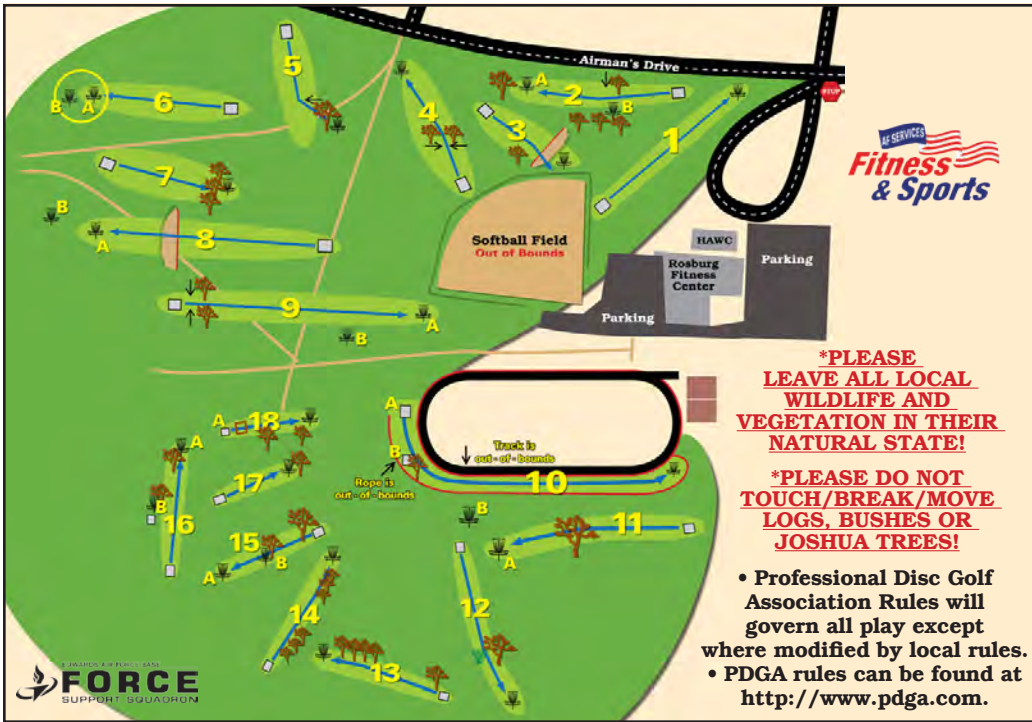 Airman's Drive
STOP
AF SERVICES
Fitness
& Sports
5
B
A
6
4
A
2
B
3
1
7
B
A
8
Softball Field
Out of Bounds
HAWC
Rosburg
Fitness
Center
Parking
Parking
9
A
B
A
18
A
B
Track is
out-of-bounds
Rope is
out-of-bounds
10
A
B
16
17
15
A
B
B
11
A
14
12
13
*PLEASE
LEAVE ALL LOCAL
WILDLIFE AND
VEGETATION IN THEIR
NATURAL STATE!
*PLEASE DO NOT
TOUCH/BREAK/MOVE
LOGS, BUSHES OR
JOSHUA TREES!
• Professional Disc Golf
Association Rules will
govern all play except
where modified by local rules.
• PDGA rules can be found at
http://www.pdga.com.
EDWARDS AIR FORCE BASE
FORCE
SUPPORT SQUADRON